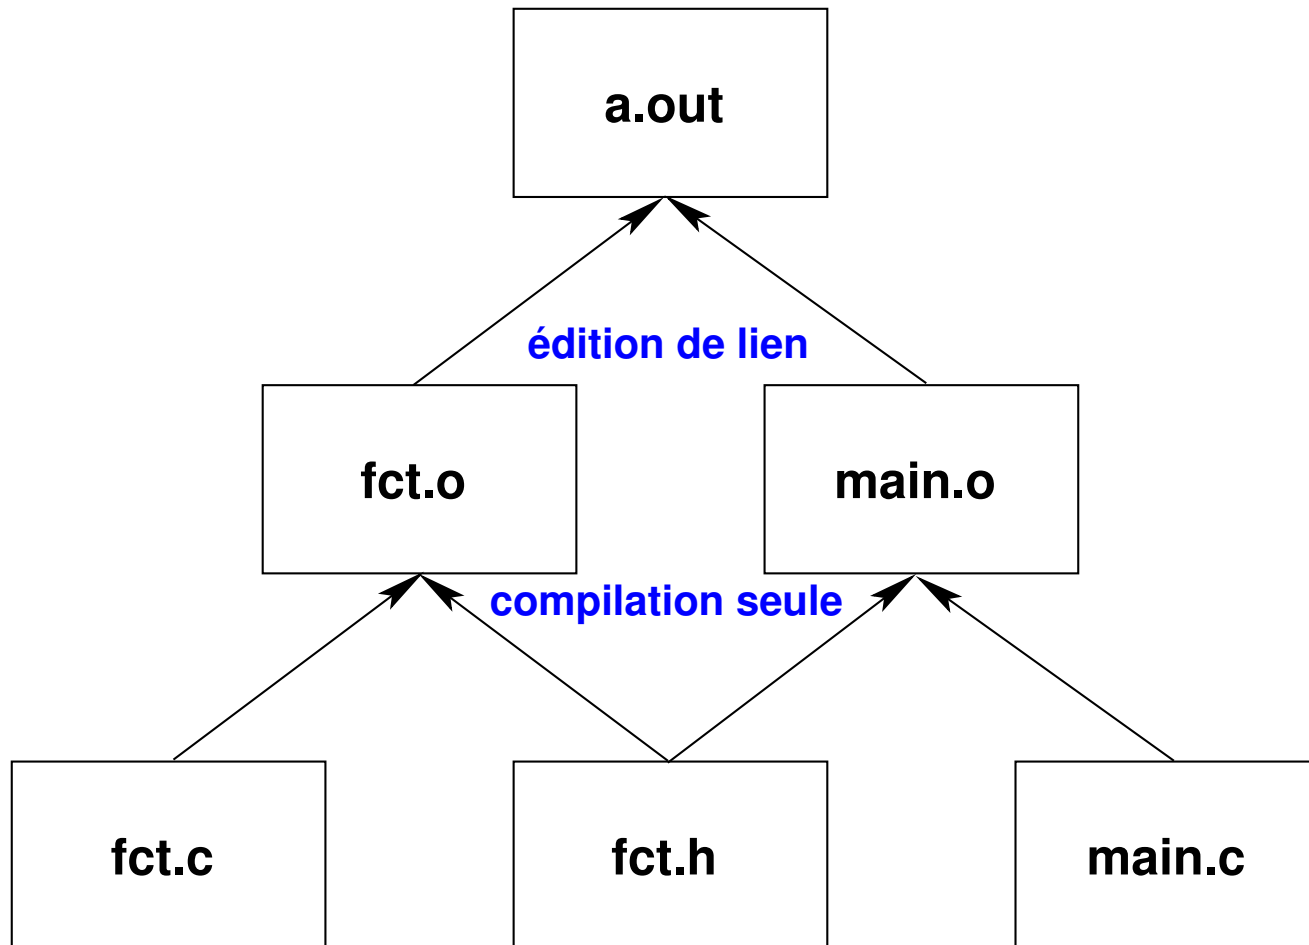 a.out
édition de lien
fct.o
main.o
compilation seule
fct.c
fct.h
main.c